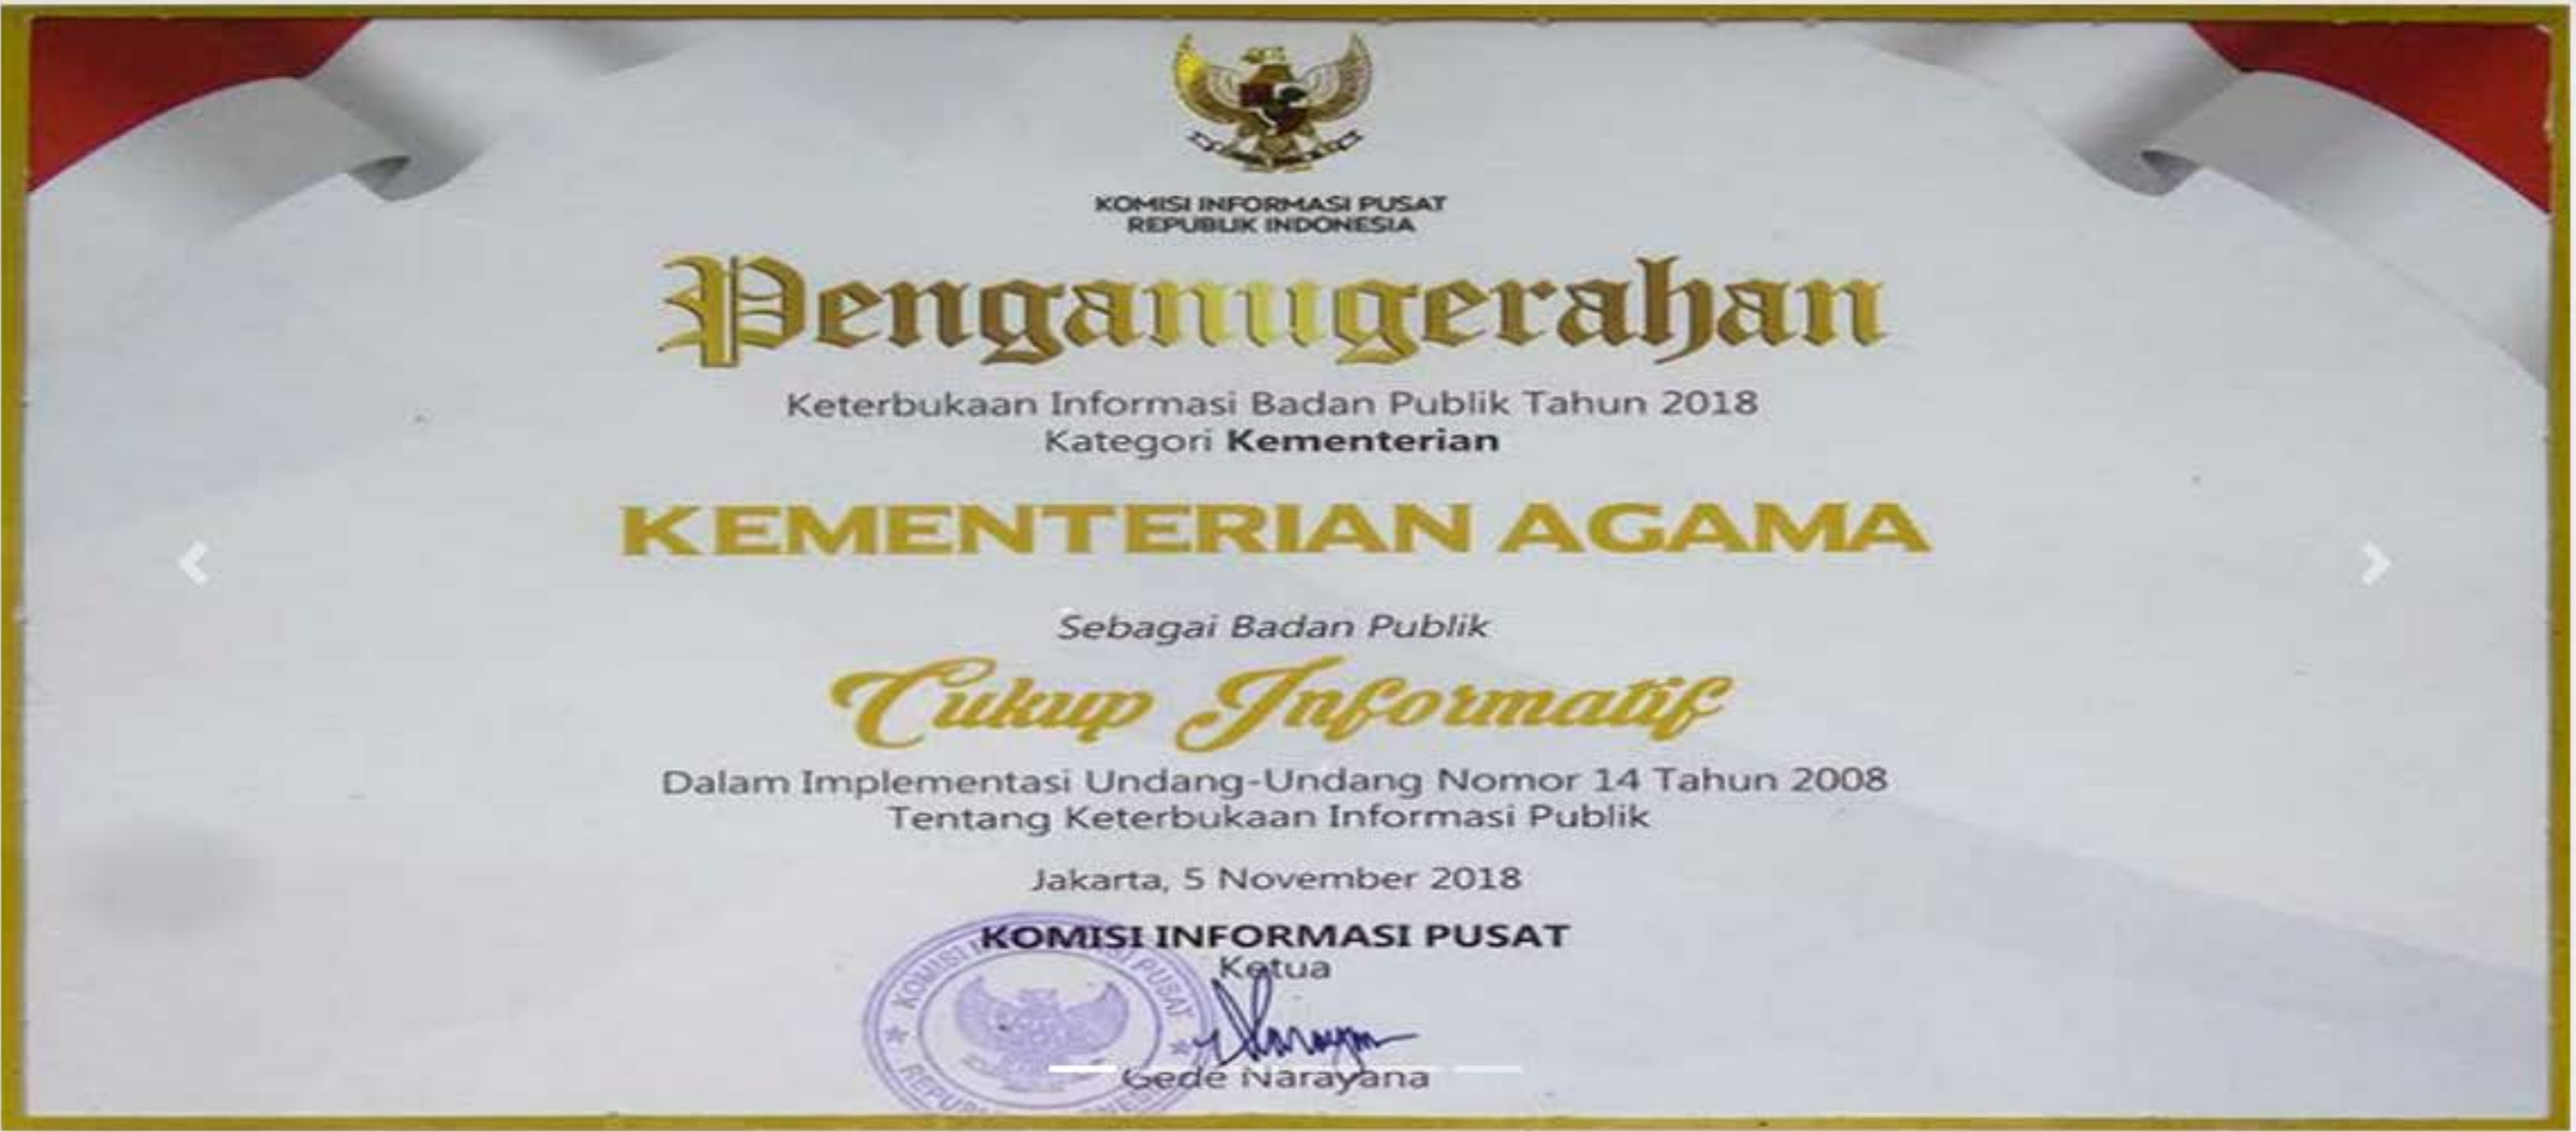 KOMISI INFORMASI PUSAT
REPUBLIK INDONESIA
Penganugerahan
Keterbukaan Informasi Badan Publik Tahun 2018
Kategori Kementerian
KEMENTERIAN AGAMA
Sebagai Badan Publik
Cukup Informatif
Dalam Implementasi Undang-Undang Nomor 14 Tahun 2008
Tentang Keterbukaan Informasi Publik
Jakarta, 5 November 2018
KOMISI INFORMASI PUSAT
Ketua
Gede Narayana
KOMISI PUSAT